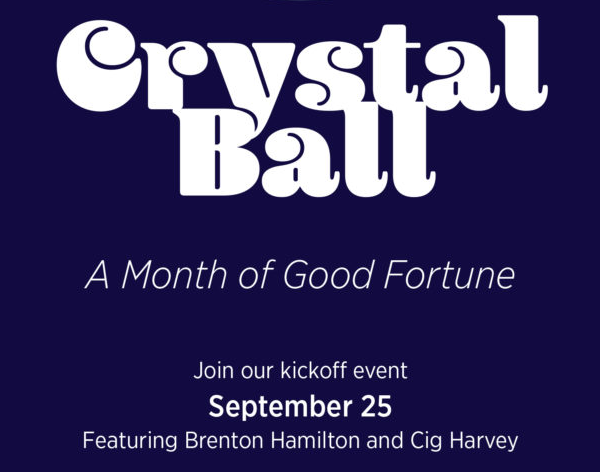 Crystal
Ball
A Month of Good Fortune
Join our kickoff event
September 25
Featuring Brenton Hamilton and Cig Harvey